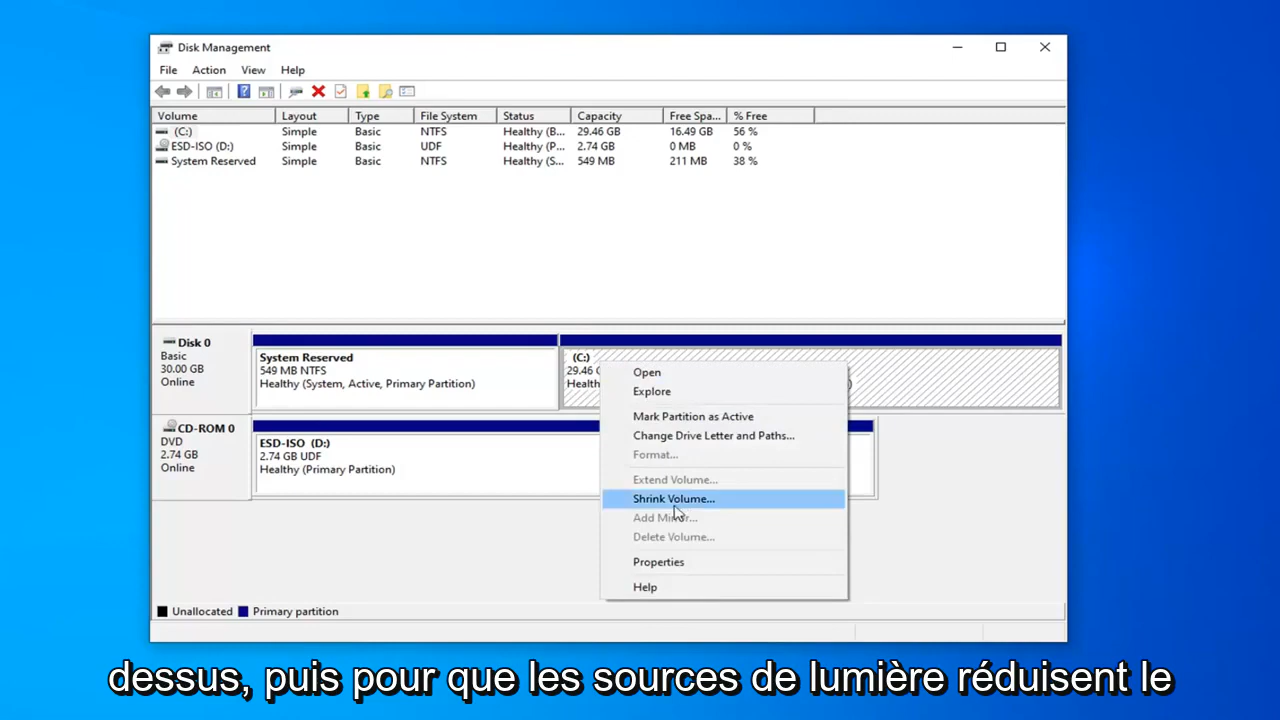 Disk Management
File Action View Help
Volume Layout Type File System Status Capacity Free Spa... % Free
(C:) Simple Basic NTFS Healthy (B... 29.46 GB 16.49 GB 56 %
ESD-ISO (D:) Simple Basic UDF Healthy (P... 2.74 GB 0 MB 0 %
System Reserved Simple Basic NTFS Healthy (S... 549 MB 211 MB 38 %
Disk 0
Basic
30.00 GB
Online
System Reserved
549 MB NTFS
Healthy (System, Active, Primary Partition)
(C:)
29.46
Health
Open
Explore
Mark Partition as Active
Change Drive Letter and Paths...
Format...
Extend Volume...
Shrink Volume...
Add Mirror...
Delete Volume...
Properties
Help
CD-ROM 0
DVD
2.74 GB
Online
ESD-ISO (D:)
2.74 GB UDF
Healthy (Primary Partition)
Unallocated Primary partition
dessus, puis pour que les sources de lumière réduisent le